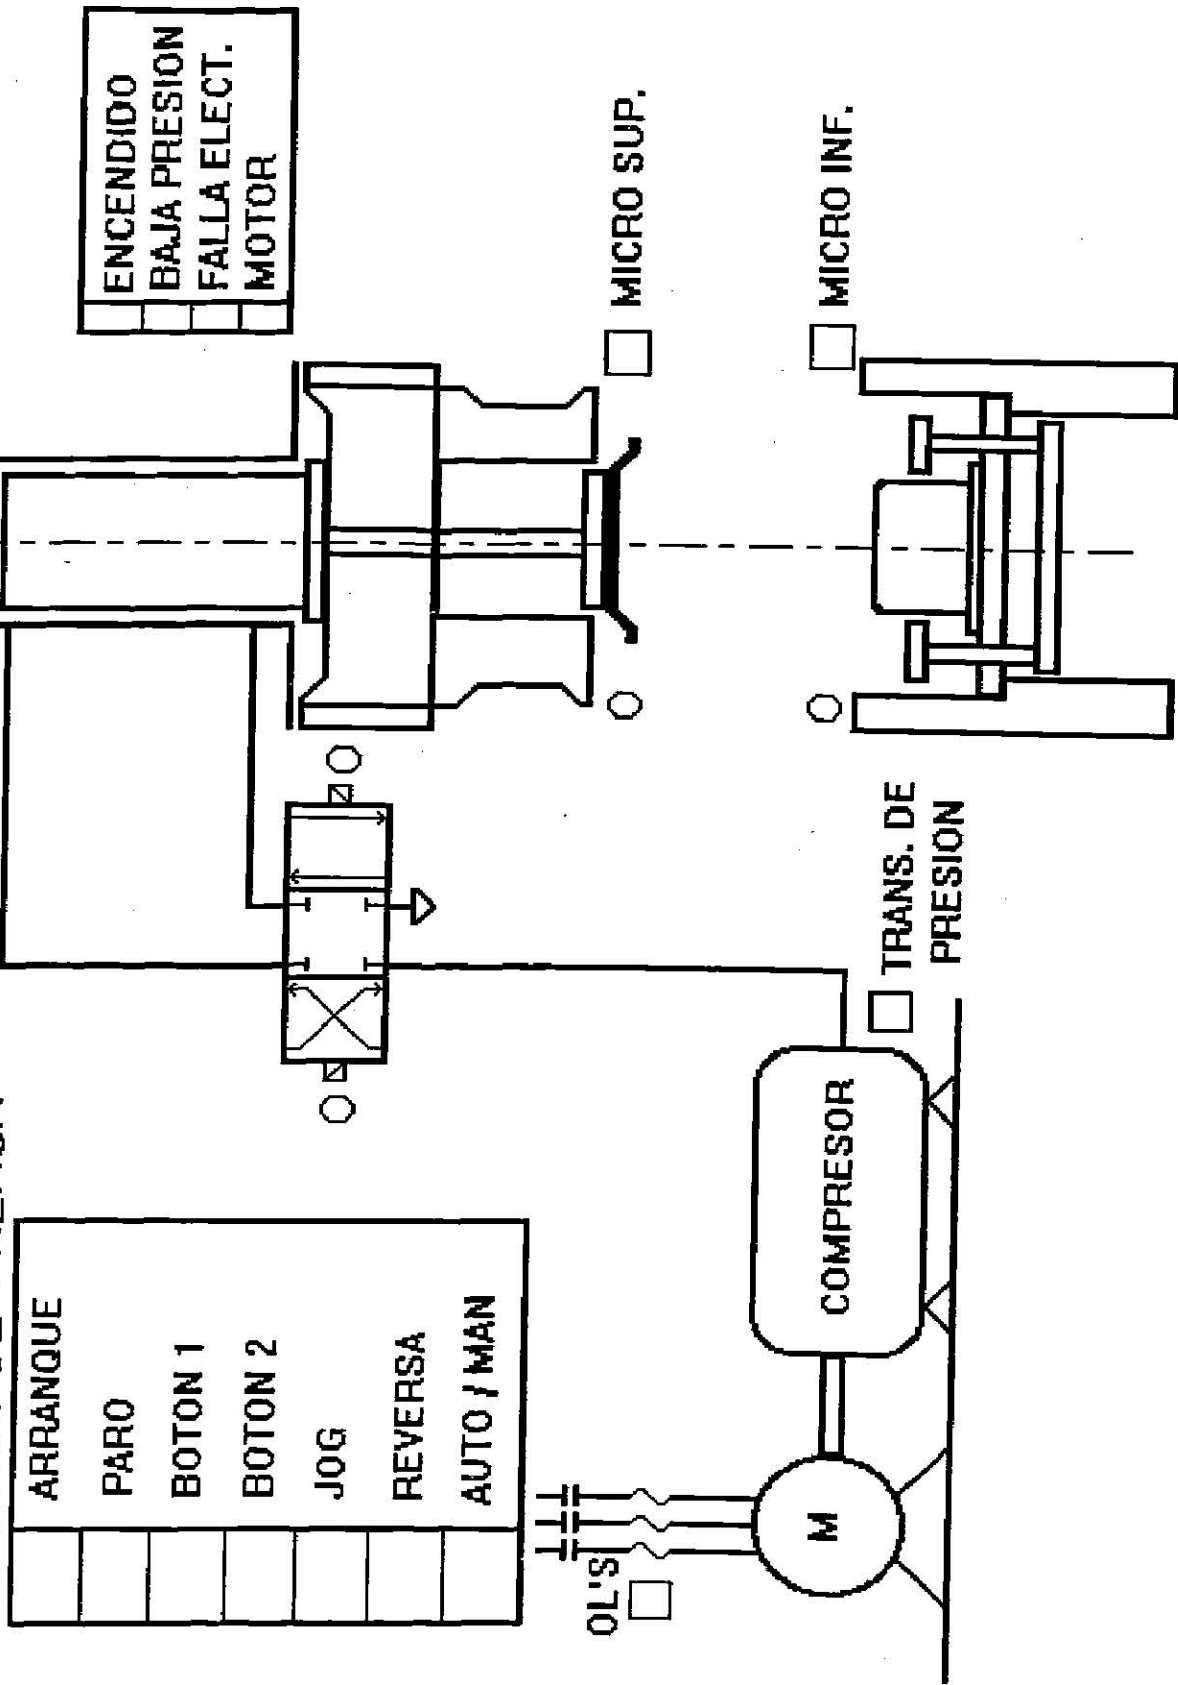 ARRANQUE
PARO
BOTON 1
BOTON 2
JOG
REVERSA
AUTO / MAN
ENCENDIDO
BAJA PRESION
FALLA ELECT.
MOTOR
MICRO SUP.
MICRO INF.
OL'S
M
COMPRESOR
TRANS. DE
PRESION